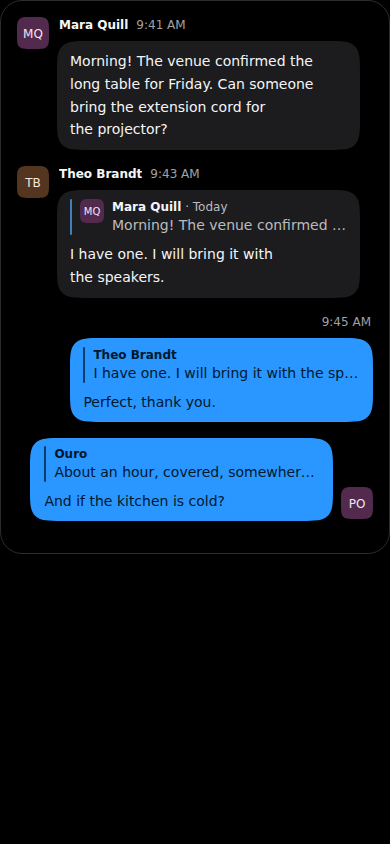 MQ
Mara Quill 9:41 AM
Morning! The venue confirmed the
long table for Friday. Can someone
bring the extension cord for
the projector?
TB
Theo Brandt 9:43 AM
MQ
Mara Quill · Today
Morning! The venue confirmed ...
I have one. I will bring it with
the speakers.
9:45 AM
Theo Brandt
I have one. I will bring it with the sp...
Perfect, thank you.
Ouro
About an hour, covered, somewher...
And if the kitchen is cold?
PO